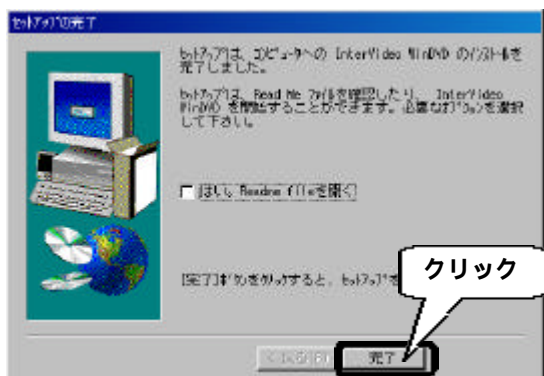 ｾｯﾄｱｯﾌﾟの完了
ｾｯﾄｱｯﾌﾟは、ｺﾝﾋﾟｭｰﾀへの InterVideo WinDVD のｲﾝｽﾄｰﾙを
完了しました。
ｾｯﾄｱｯﾌﾟは、Read Me ﾌｧｲﾙを確認したり、 InterVideo
WinDVD を開始することができます。必要なｵﾌﾟｼｮﾝを選択
して下さい。
はい、Readme fileを開く
[完了]ﾎﾞﾀﾝをｸﾘｯｸすると、ｾｯﾄｱｯﾌﾟを
クリック
完了